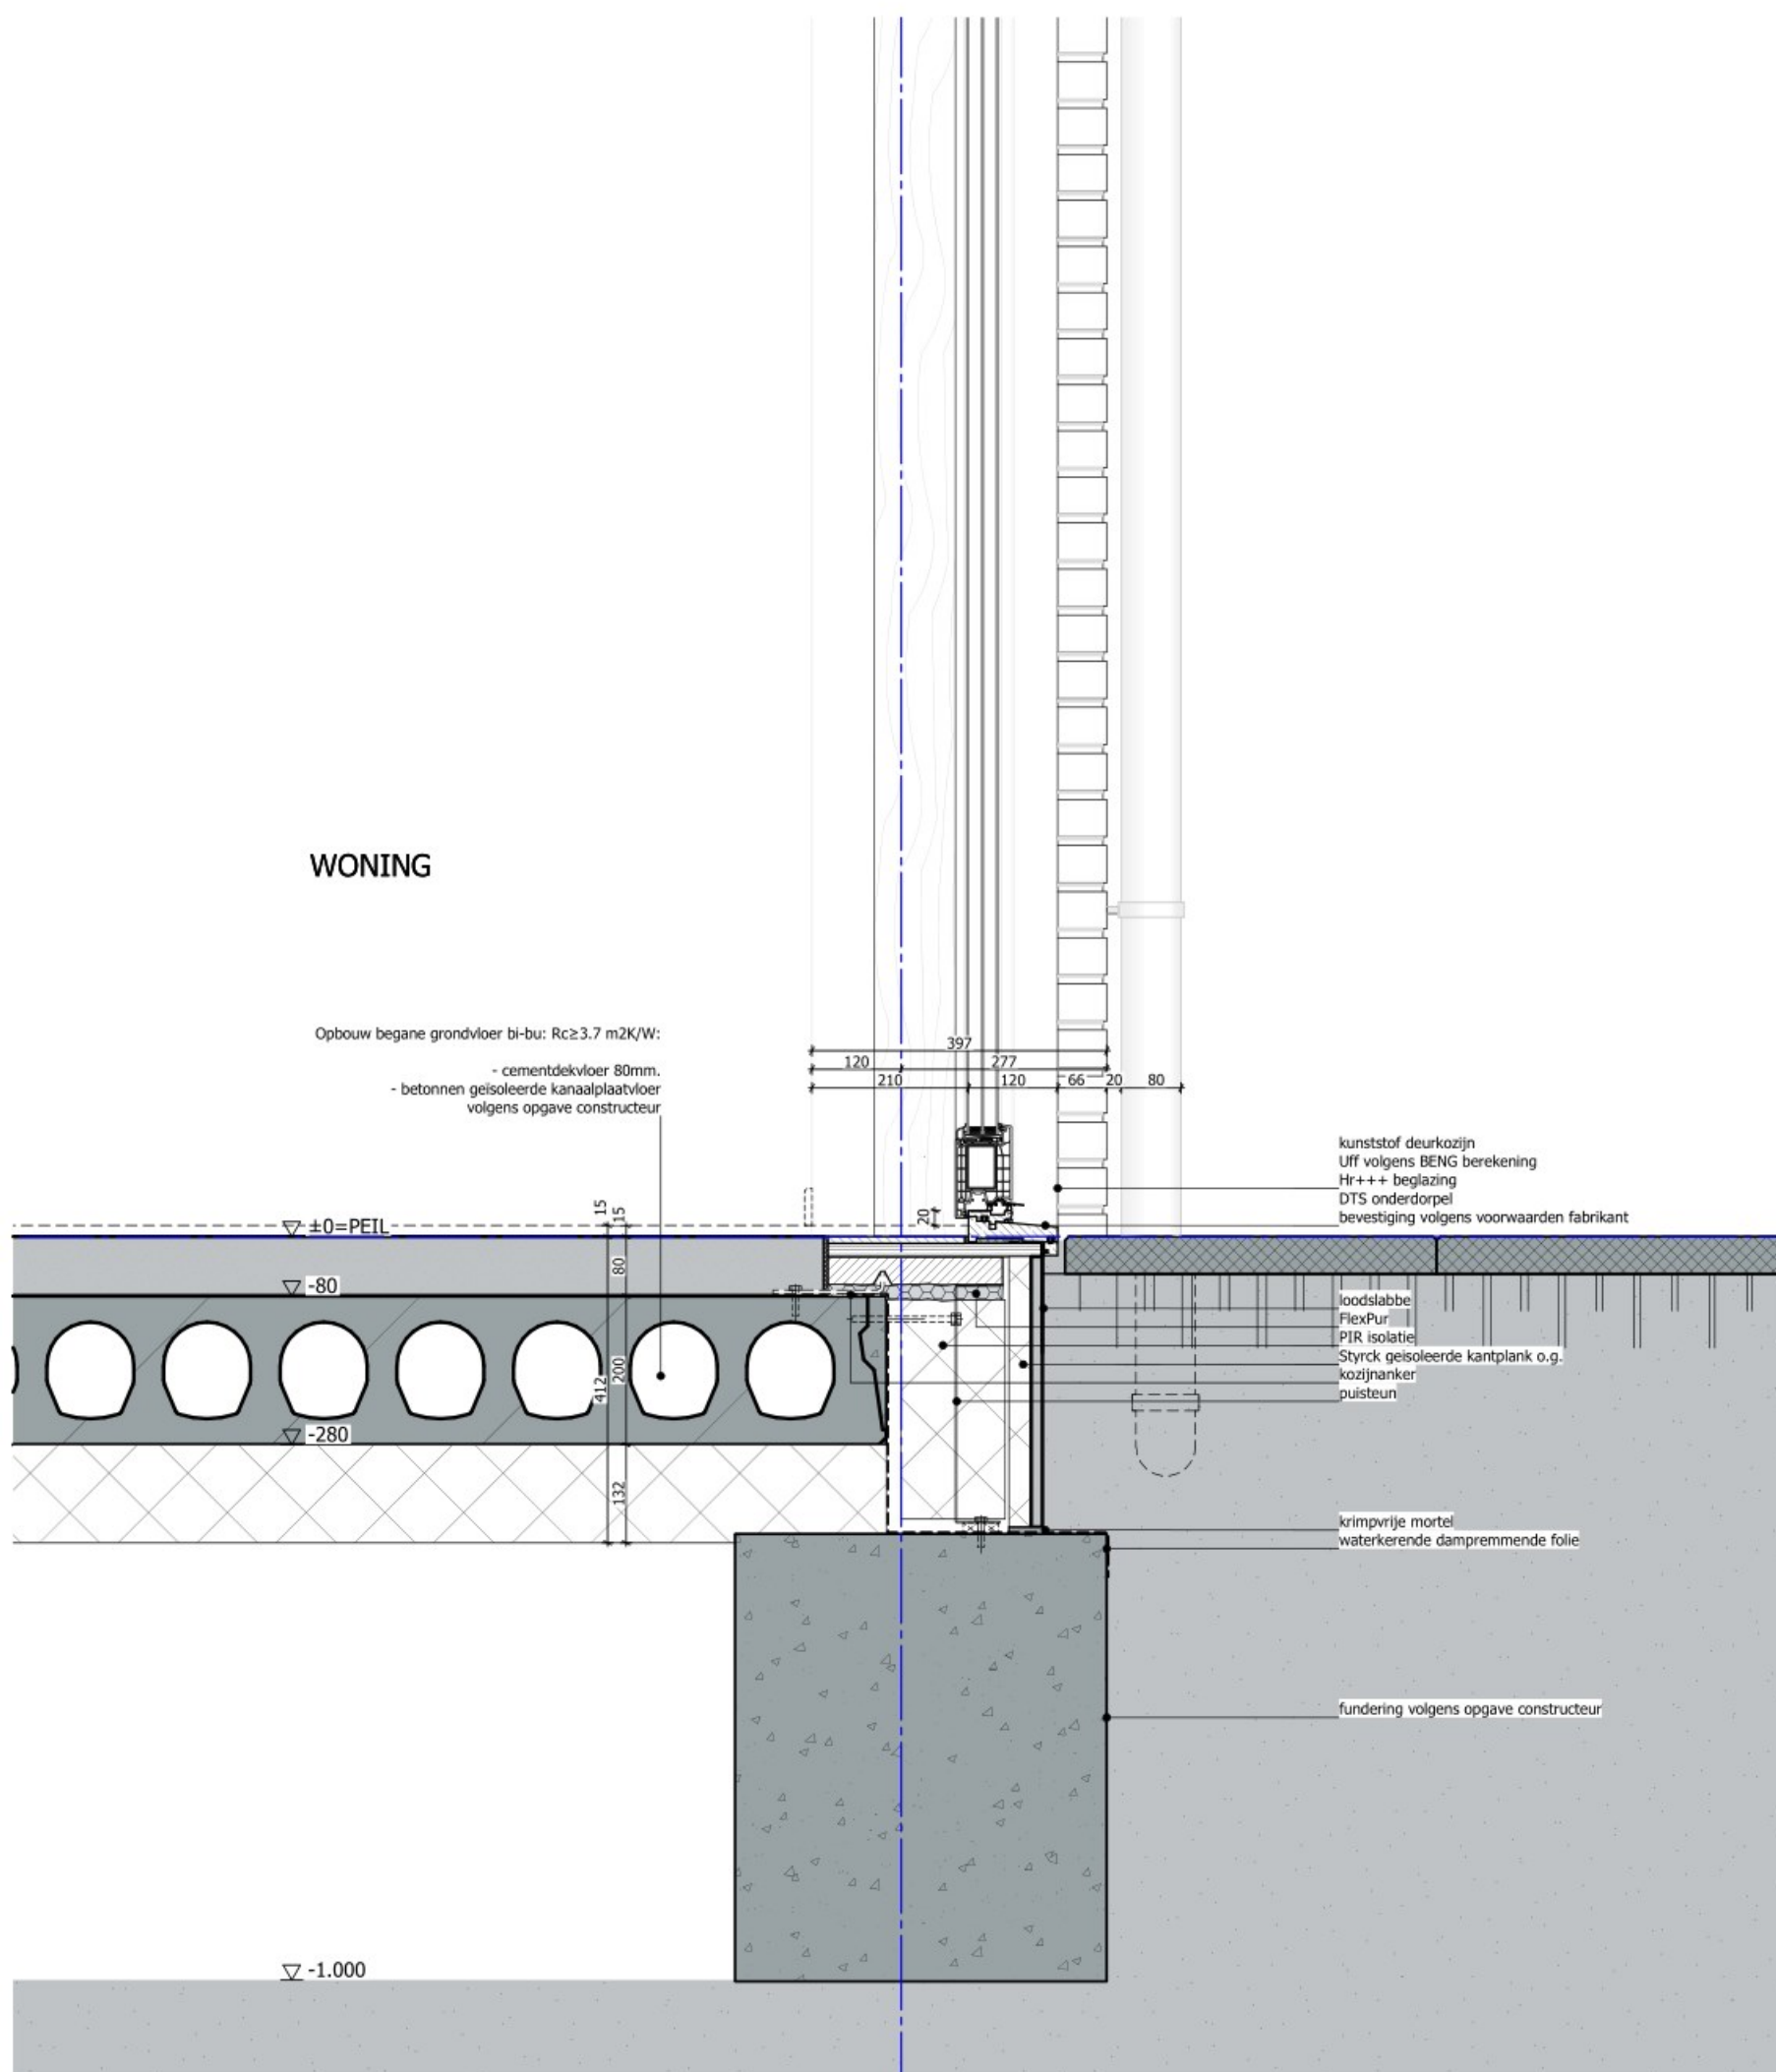 WONING
Opbouw begane grondvloer bi-bu: Rc≥3.7 m2K/W:
- cementdekvloer 80mm.
- betonnen geïsoleerde kanaalplaatvloer
volgens opgave constructeur
397
120
277
210
120
66
20
80
kunststof deurkozijn
Uff volgens BENG berekening
Hr+++ beglazing
DTS onderdorpel
bevestiging volgens voorwaarden fabrikant
15
15
20
±0=PEIL
80
-80
loodslabbe
FlexPur
PIR isolatie
Styrck geisoleerde kantplank o.g.
kozijnanker
puisteun
412
200
-280
132
krimpvrije mortel
waterkerende dampremmende folie
fundering volgens opgave constructeur
-1.000